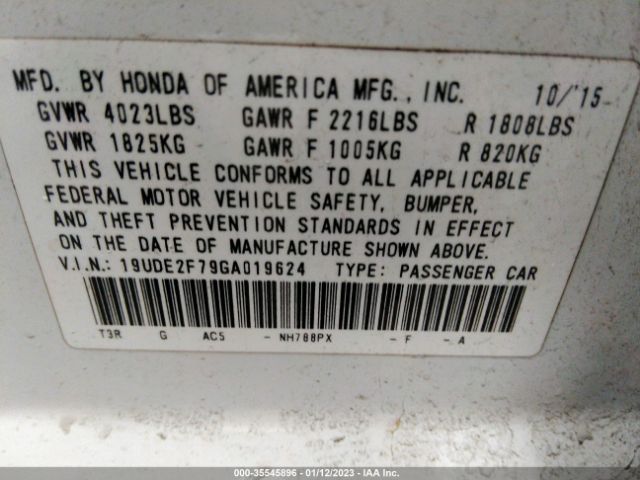 MFD. BY HONDA OF AMERICA MFG., INC. 10/'15
GVWR 4023LBS GAWR F 2216LBS R 1808LBS
GVWR 1825KG GAWR F 1005KG R 820KG
THIS VEHICLE CONFORMS TO ALL APPLICABLE
FEDERAL MOTOR VEHICLE SAFETY, BUMPER,
AND THEFT PREVENTION STANDARDS IN EFFECT
ON THE DATE OF MANUFACTURE SHOWN ABOVE.
V.I.N.: 19UDE2F79GA019624 TYPE: PASSENGER CAR
T3R G AC5 - NH788PX - F - A
000-35545896 - 01/12/2023 - IAA Inc.